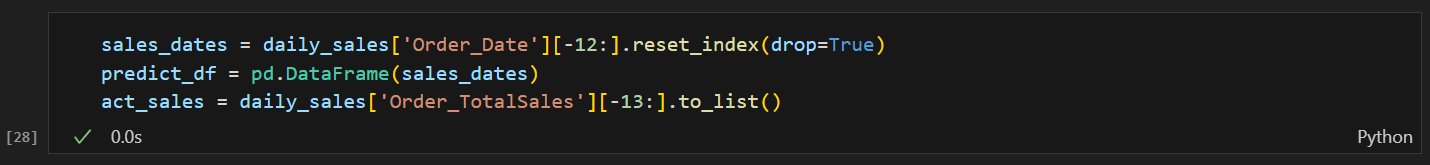 sales_dates = daily_sales['Order_Date'][-12:].reset_index(drop=True)
predict_df = pd.DataFrame(sales_dates)
act_sales = daily_sales['Order_TotalSales'][-13:].to_list()
[28] ✓ 0.0s Python